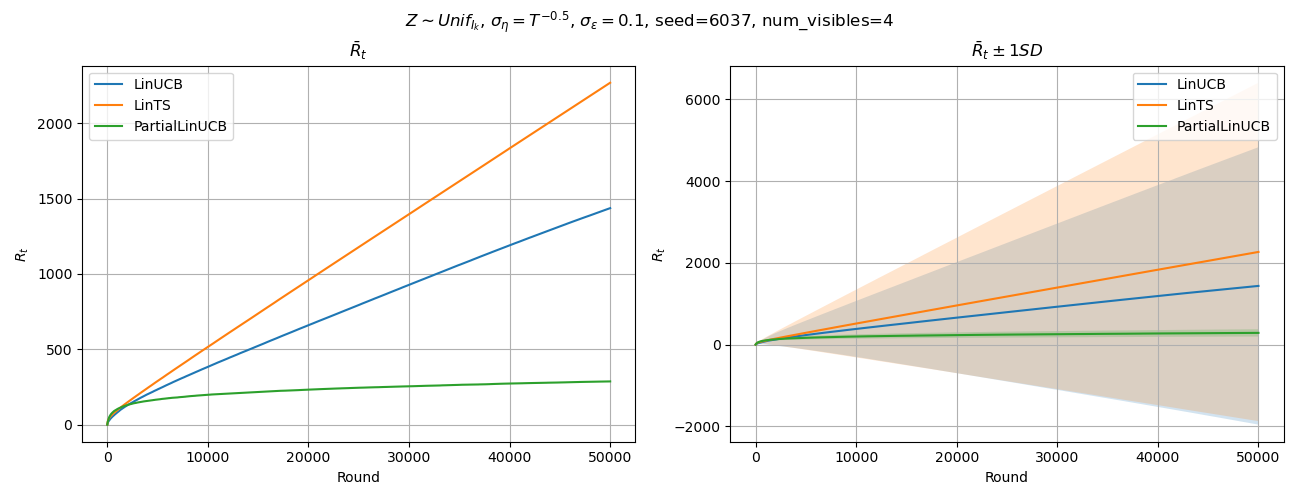 Z ∼ Unif_{I_k}, σ_η = T^{−0.5}, σ_ε = 0.1, seed=6037, num_visibles=4
R̄_t
LinUCB
LinTS
PartialLinUCB
2000
1500
1000
500
0
R_t
0 10000 20000 30000 40000 50000
Round
R̄_t ± 1SD
LinUCB
LinTS
PartialLinUCB
6000
4000
2000
0
−2000
R_t
0 10000 20000 30000 40000 50000
Round